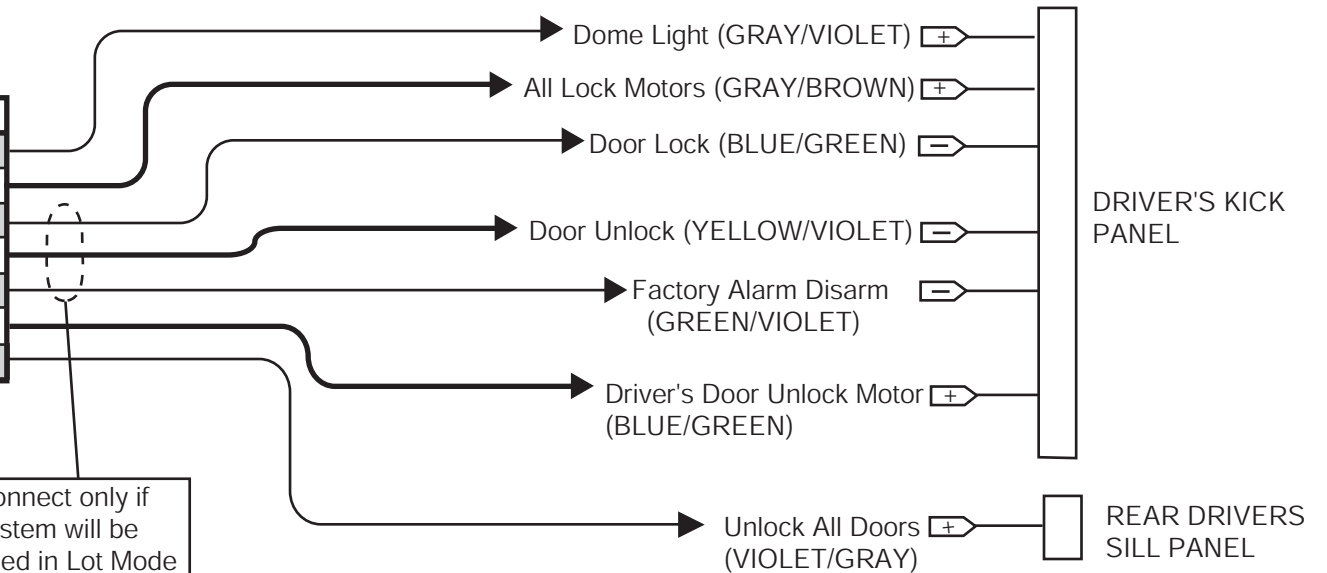 Dome Light (GRAY/VIOLET) +
All Lock Motors (GRAY/BROWN) +
Door Lock (BLUE/GREEN) −
DRIVER'S KICK
PANEL
Door Unlock (YELLOW/VIOLET) −
Factory Alarm Disarm −
(GREEN/VIOLET)
Driver's Door Unlock Motor +
(BLUE/GREEN)
onnect only if
stem will be
ed in Lot Mode
Unlock All Doors +
(VIOLET/GRAY)
REAR DRIVERS
SILL PANEL